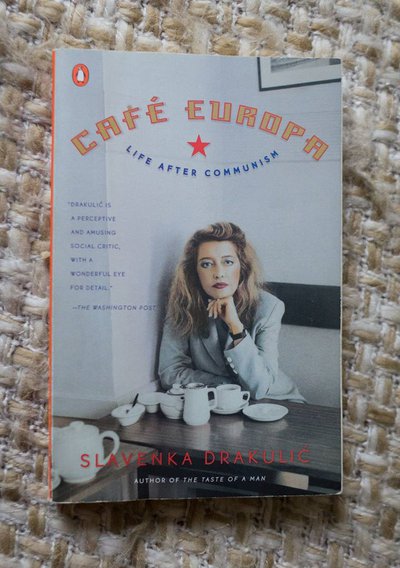 CAFÉ EUROPA
LIFE AFTER COMMUNISM
"DRAKULIĆ IS
A PERCEPTIVE
AND AMUSING
SOCIAL CRITIC,
WITH A
WONDERFUL EYE
FOR DETAIL."
—THE WASHINGTON POST
SLAVENKA DRAKULIĆ
AUTHOR OF THE TASTE OF A MAN